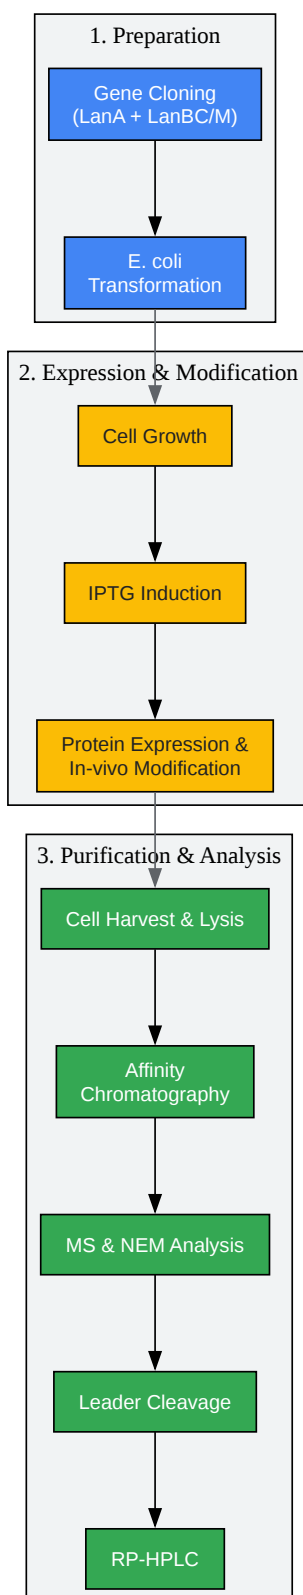 1. Preparation
Gene Cloning
(LanA + LanBC/M)
E. coli
Transformation
2. Expression & Modification
Cell Growth
IPTG Induction
Protein Expression &
In-vivo Modification
3. Purification & Analysis
Cell Harvest & Lysis
Affinity
Chromatography
MS & NEM Analysis
Leader Cleavage
RP-HPLC